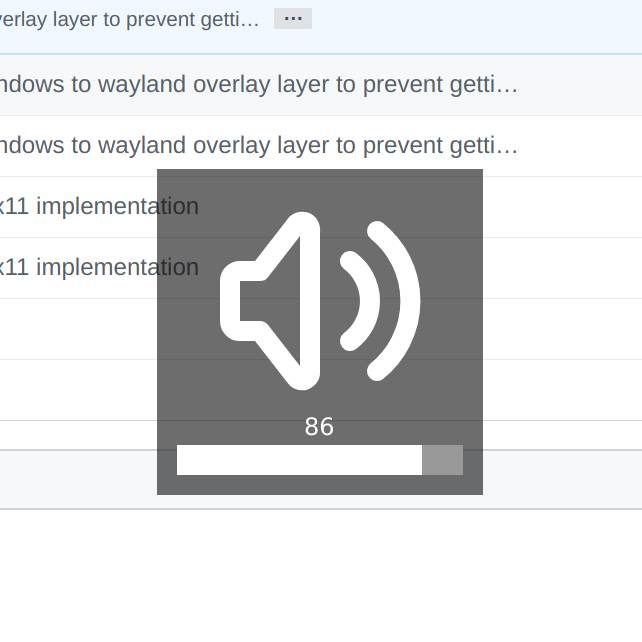 verlay layer to prevent getti… ...
ndows to wayland overlay layer to prevent getti…
ndows to wayland overlay layer to prevent getti…
x11 implementation
x11 implementation
86